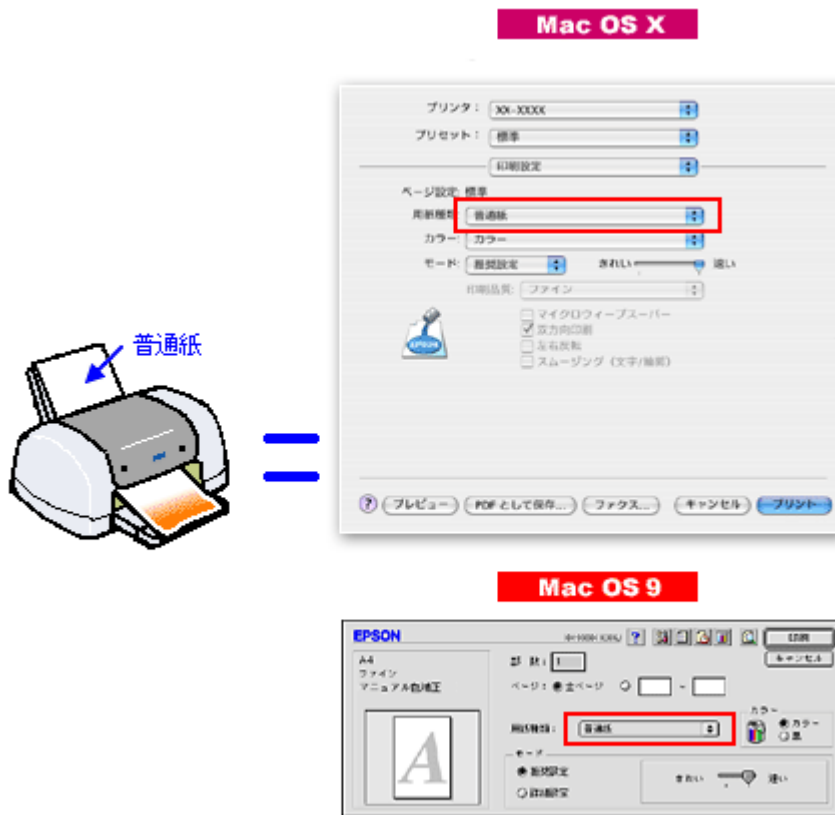 Mac OS X
プリンタ： XX-XXXX
プリセット： 標準
印刷設定
ページ設定: 標準
用紙種類: 普通紙
カラー: カラー
モード: 推奨設定 きれい 速い
印刷品質: ファイン
マイクロウィーブスーパー
双方向印刷
左右反転
スムージング（文字/輪郭）
EPSON
普通紙
? プレビュー PDF として保存... ファクス... キャンセル プリント
Mac OS 9
EPSON ? 印刷
A4 部数： 1 キャンセル
ファイン
マニュアル色補正 ページ： 全ページ ~
カラー
用紙種類： 普通紙 カラー
黒
モード
推奨設定 きれい 速い
詳細設定
A